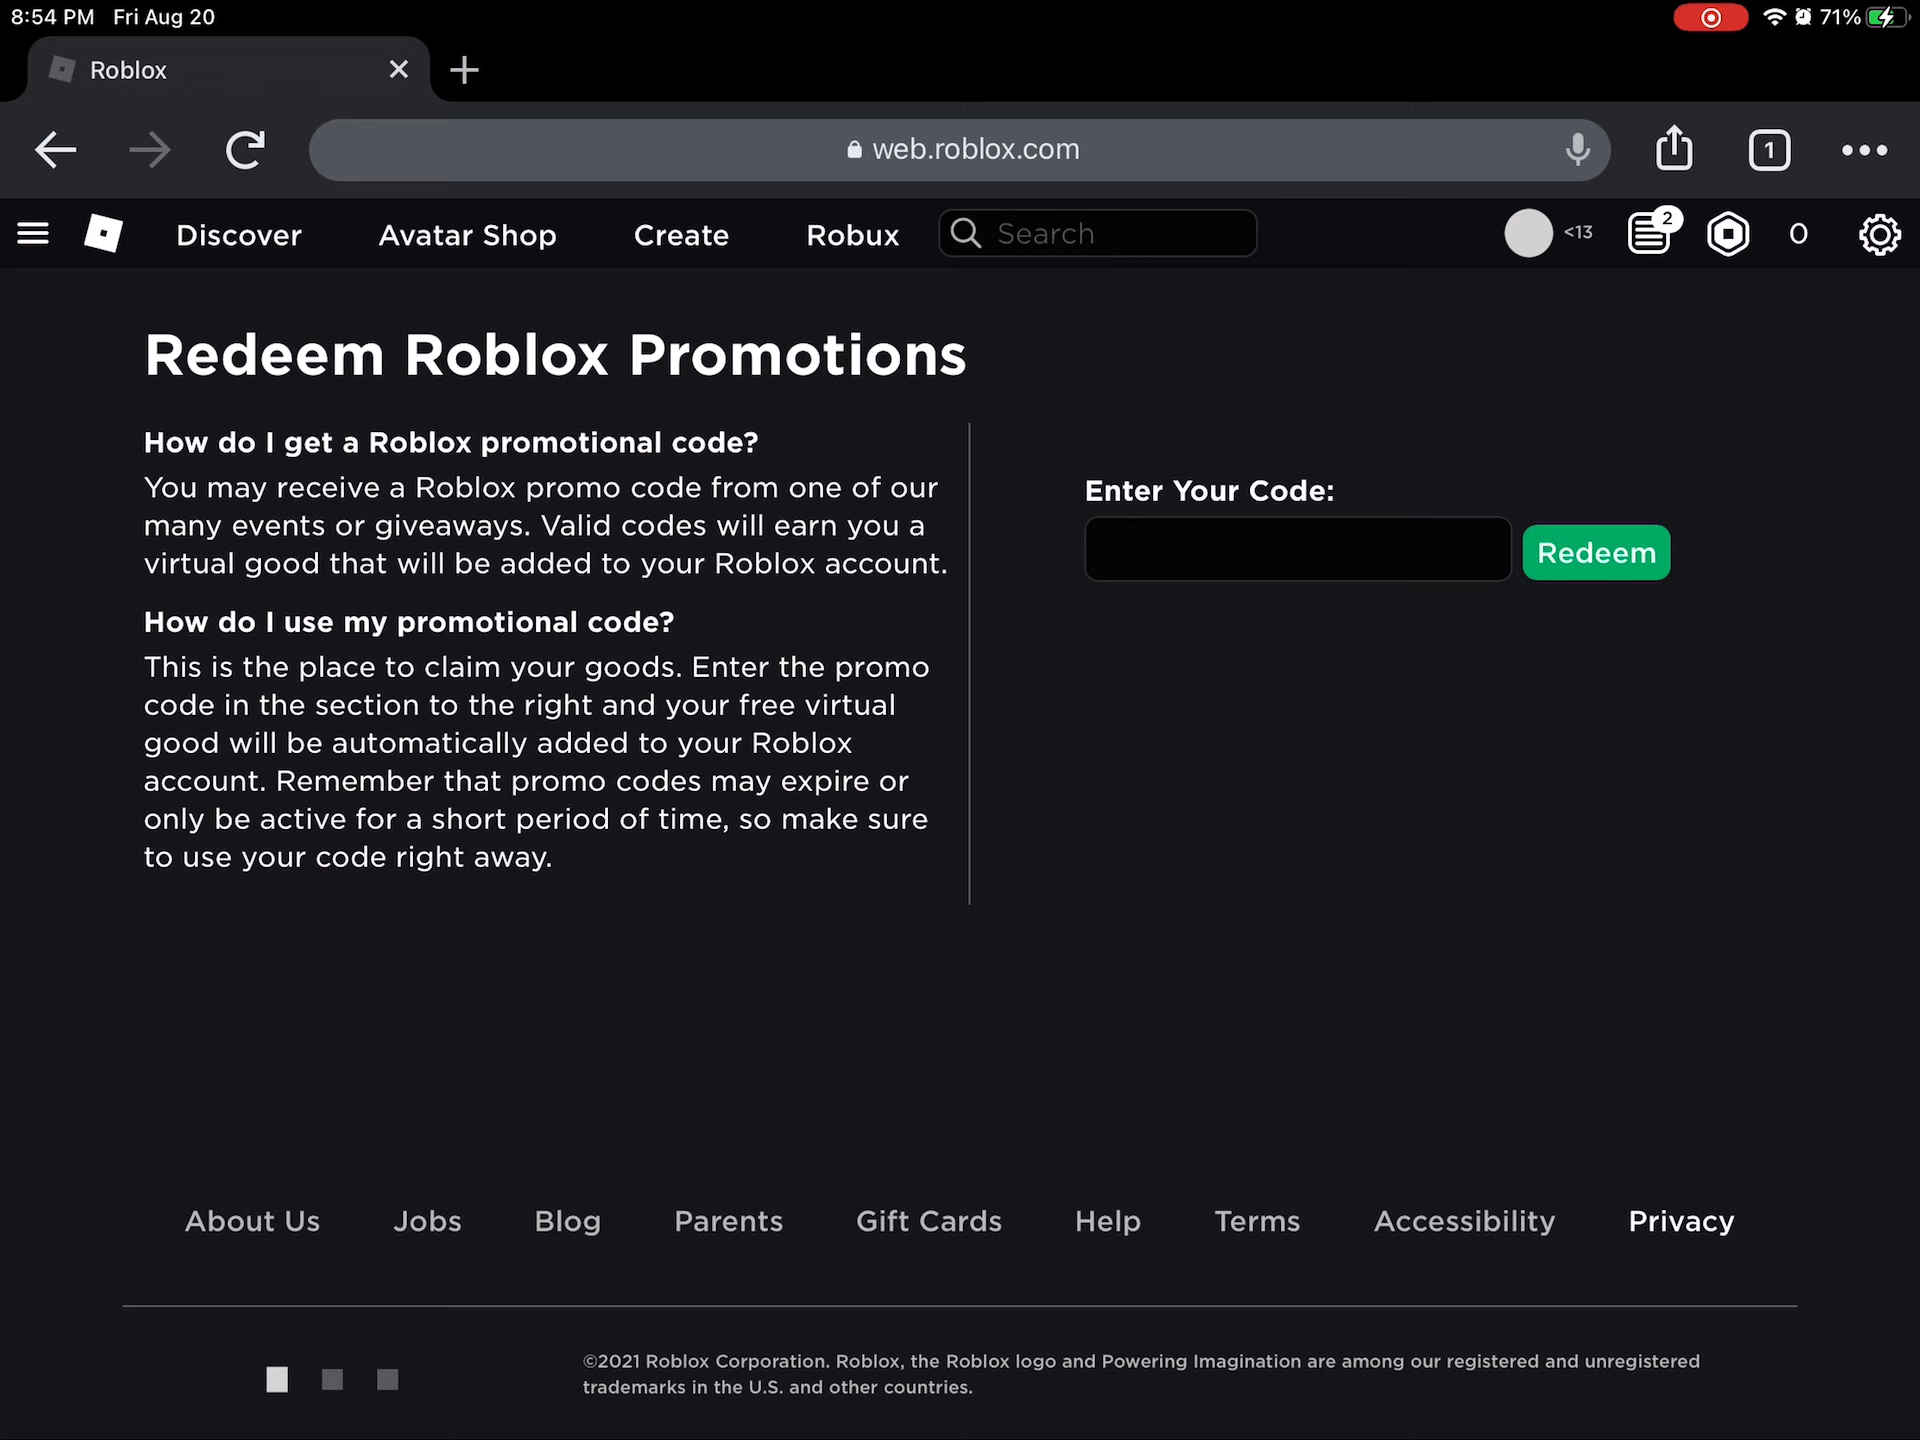 8:54 PM Fri Aug 20 71%
Roblox
web.roblox.com 1
Discover Avatar Shop Create Robux Search <13 2 0
Redeem Roblox Promotions
How do I get a Roblox promotional code?
You may receive a Roblox promo code from one of our
many events or giveaways. Valid codes will earn you a
virtual good that will be added to your Roblox account.
How do I use my promotional code?
This is the place to claim your goods. Enter the promo
code in the section to the right and your free virtual
good will be automatically added to your Roblox
account. Remember that promo codes may expire or
only be active for a short period of time, so make sure
to use your code right away.
Enter Your Code:
Redeem
About Us Jobs Blog Parents Gift Cards Help Terms Accessibility Privacy
©2021 Roblox Corporation. Roblox, the Roblox logo and Powering Imagination are among our registered and unregistered
trademarks in the U.S. and other countries.